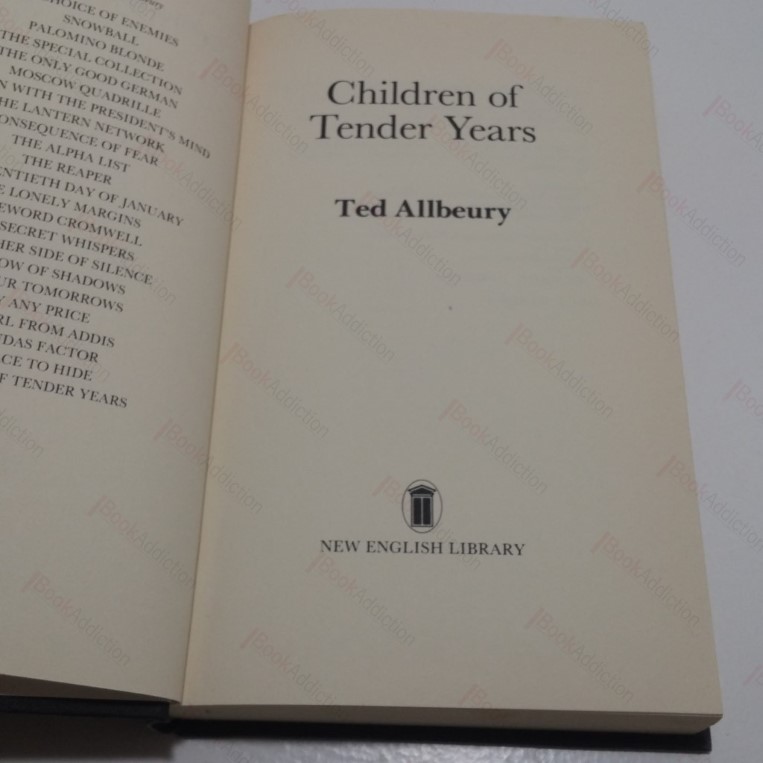 HOICE OF ENEMIES
SNOWBALL
PALOMINO BLONDE
THE SPECIAL COLLECTION
THE ONLY GOOD GERMAN
MOSCOW QUADRILLE
N WITH THE PRESIDENT'S MIND
HE LANTERN NETWORK
ONSEQUENCE OF FEAR
THE ALPHA LIST
THE REAPER
ENTIETH DAY OF JANUARY
E LONELY MARGINS
EWORD CROMWELL
SECRET WHISPERS
HER SIDE OF SILENCE
OW OF SHADOWS
UR TOMORROWS
Y ANY PRICE
RL FROM ADDIS
DAS FACTOR
CE TO HIDE
F TENDER YEARS
Children of
Tender Years
Ted Allbeury
NEW ENGLISH LIBRARY
BookAddiction